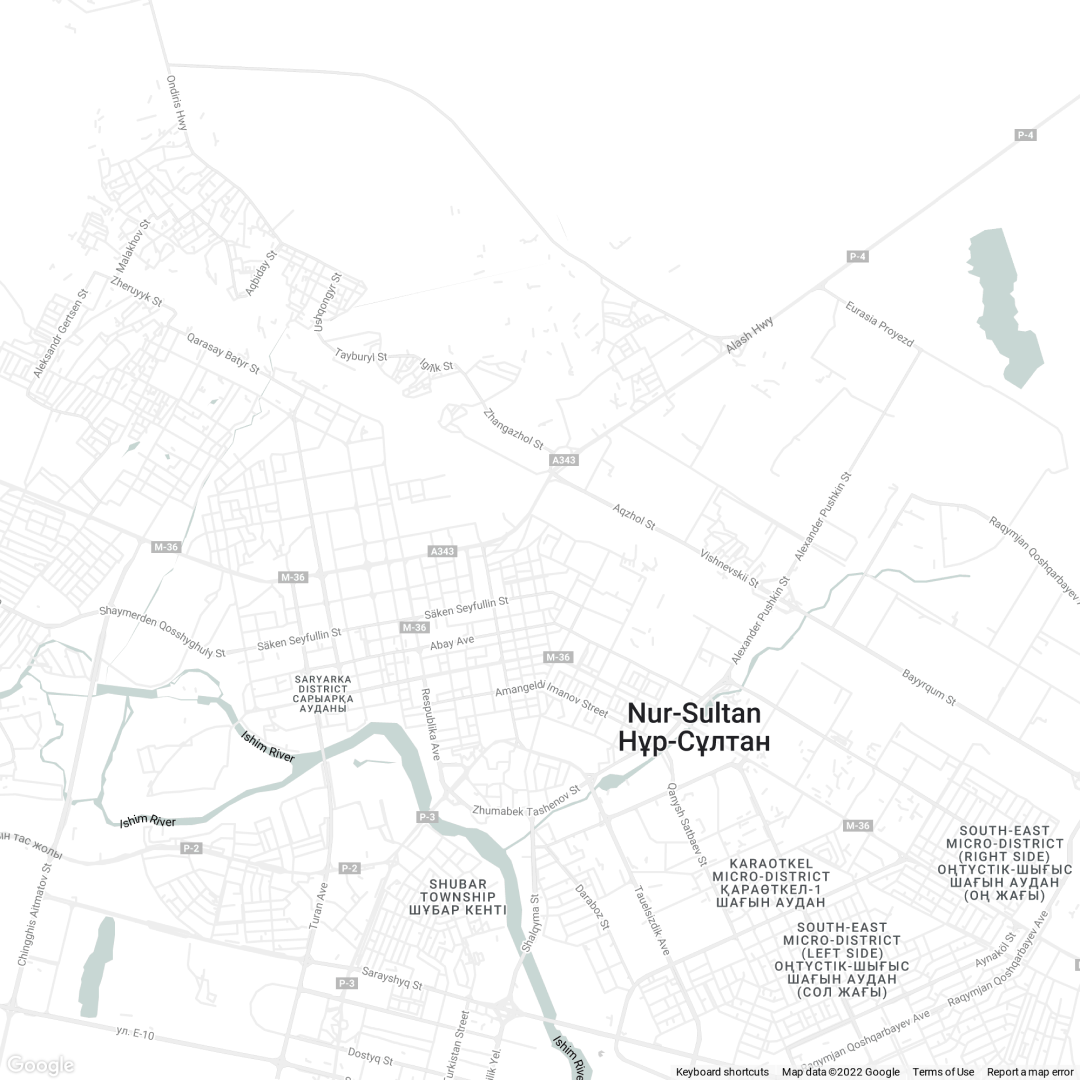 Ondiris Hwy
P-4
P-4
Malakhov St
Aqbiday St
Zheruyyk St
Ushqongyr St
Aleksandr Gertsen St
Eurasia Proyezd
Alash Hwy
Qarasay Batyr St
Tayburyl St
Igilik St
Zhangazhol St
A343
Alexander Pushkin St
Aqzhol St
Raqymjan Qoshqarbayev A
M-36
A343
Vishnevskii St
M-36
Alexander Pushkin St
Säken Seyfullin St
Shaymerden Qosshyghuly St
M-36
Säken Seyfullin St
Abay Ave
M-36
Bayyrqum St
SARYARKA
DISTRICT
САРЫАРҚА
АУДАНЫ
Amangeldi Imanov Street
Respublika Ave
Nur-Sultan
Нұр-Сұлтан
Ishim River
Zhumabek Tashenov St
Qanysh Satbaev St
Ishim River
P-3
M-36
ын тас жолы
P-2
P-2
SOUTH-EAST
MICRO-DISTRICT
(RIGHT SIDE)
ОҢТҮСТІК-ШЫҒЫС
ШАҒЫН АУДАН
(ОҢ ЖАҒЫ)
KARAOTKEL
MICRO-DISTRICT
ҚАРАӨТКЕЛ-1
ШАҒЫН АУДАН
SHUBAR
TOWNSHIP
ШУБАР КЕНТІ
Chingghis Aitmatov St
Turan Ave
Daraboz St
Tauelsizdik Ave
Shalqyma St
SOUTH-EAST
MICRO-DISTRICT
(LEFT SIDE)
ОҢТҮСТІК-ШЫҒЫС
ШАҒЫН АУДАН
(СОЛ ЖАҒЫ)
Aynaköl St
Raqymjan Qoshqarbayev Ave
Sarayshyq St
P-3
ул. Е-10
Turkistan Street
ilik Yel.
Dostyq St
Ishim River
qymjan Qoshqarbayev Ave
Google
Keyboard shortcuts
Map data ©2022 Google
Terms of Use
Report a map error